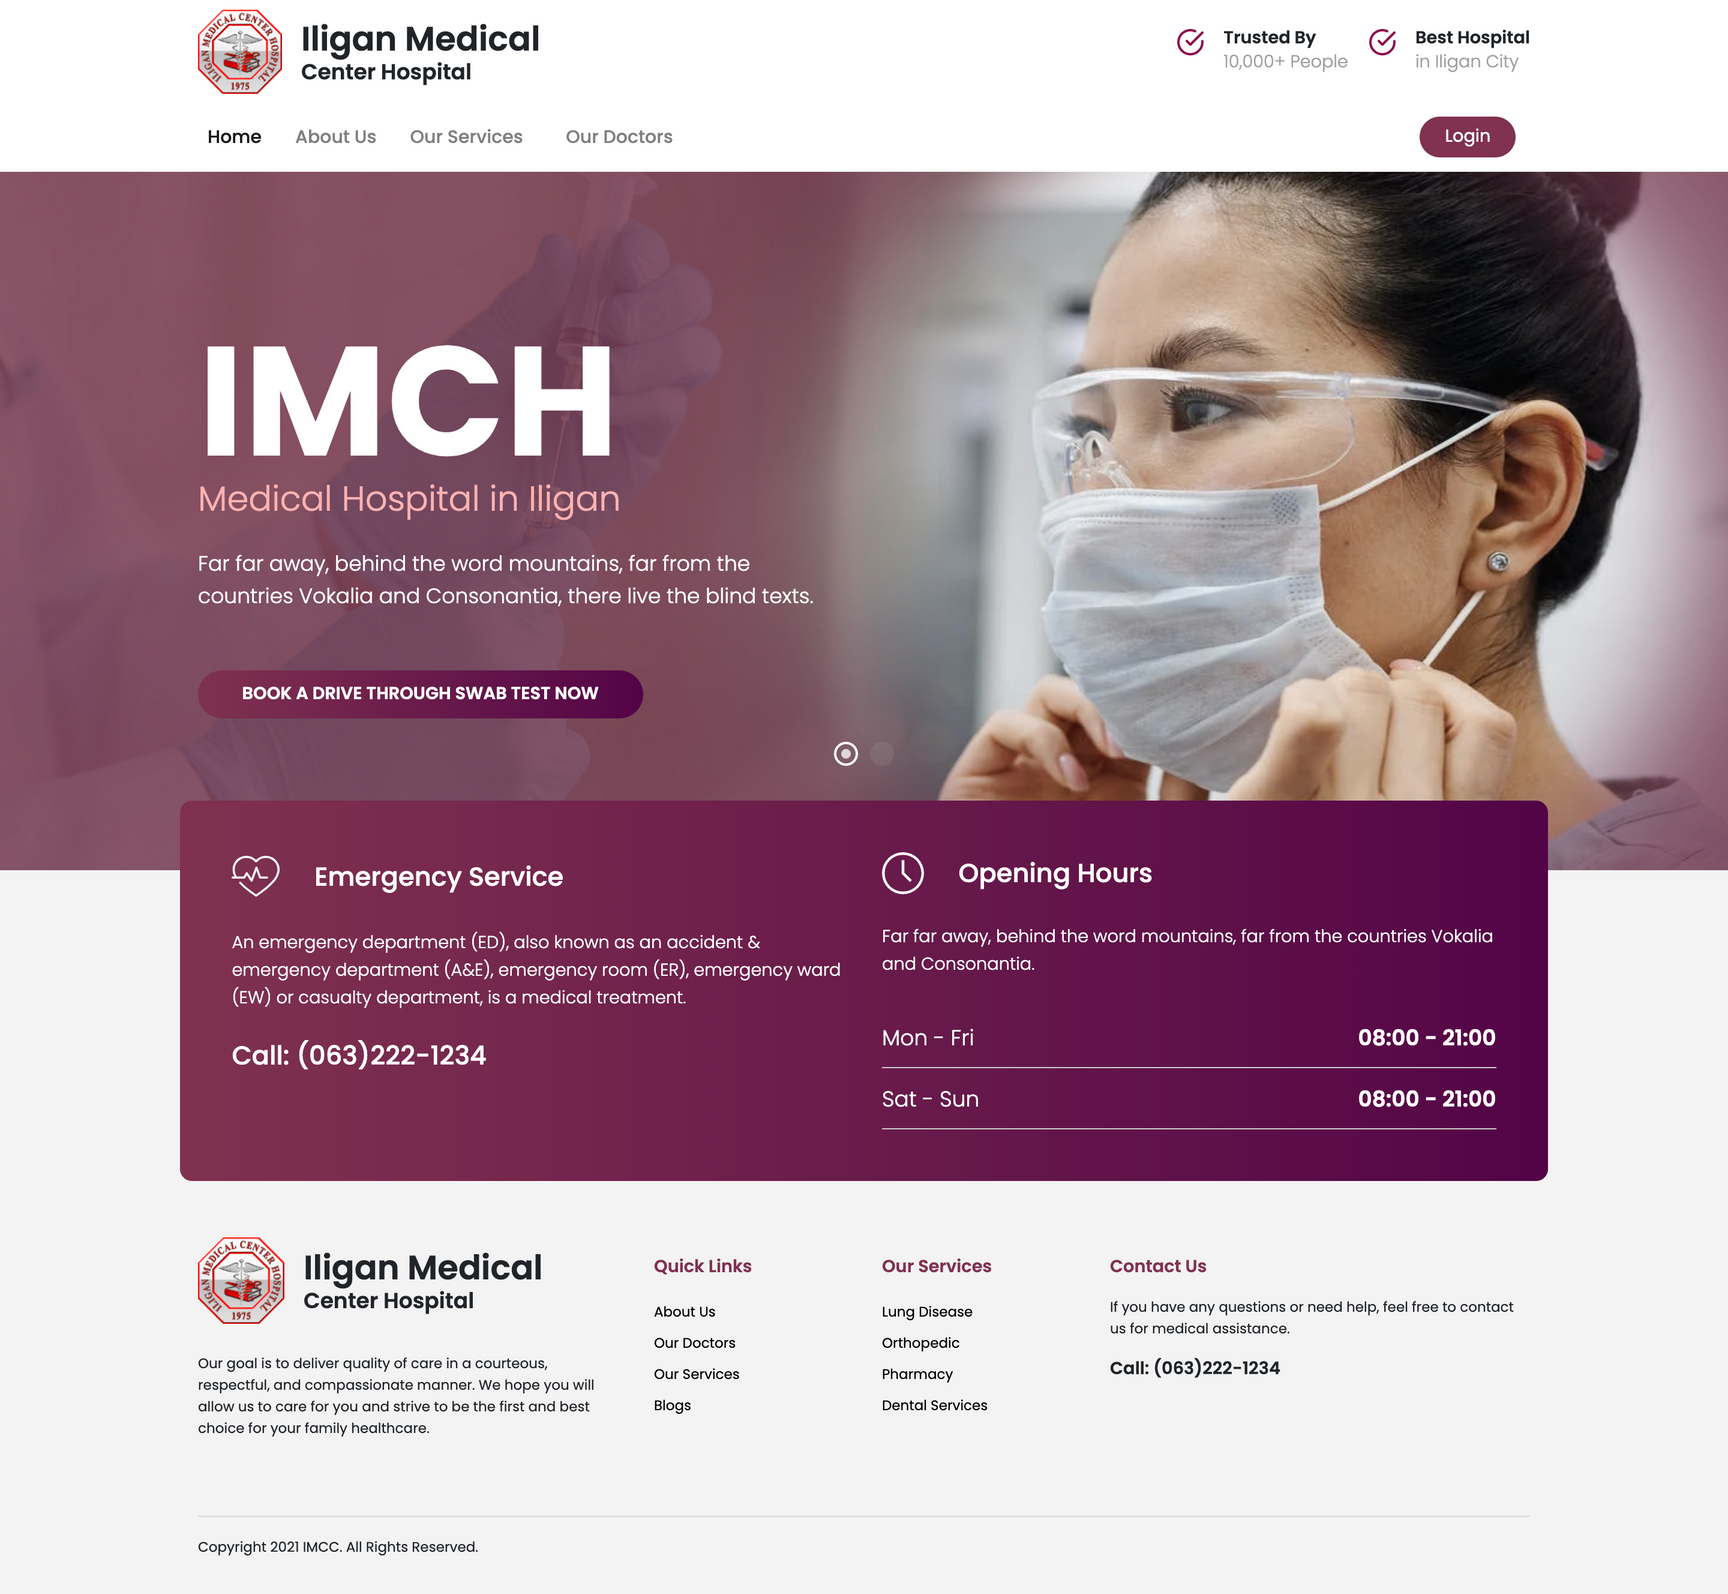 ILIGAN MEDICAL CENTER HOSPITAL
1975
Iligan Medical
Center Hospital
Trusted By
10,000+ People
Best Hospital
in Iligan City
Home
About Us
Our Services
Our Doctors
Login
IMCH
Medical Hospital in Iligan
Far far away, behind the word mountains, far from the
countries Vokalia and Consonantia, there live the blind texts.
BOOK A DRIVE THROUGH SWAB TEST NOW
Emergency Service
An emergency department (ED), also known as an accident &
emergency department (A&E), emergency room (ER), emergency ward
(EW) or casualty department, is a medical treatment.
Call: (063)222-1234
Opening Hours
Far far away, behind the word mountains, far from the countries Vokalia
and Consonantia.
Mon - Fri 08:00 - 21:00
Sat - Sun 08:00 - 21:00
ILIGAN MEDICAL CENTER HOSPITAL
1975
Iligan Medical
Center Hospital
Our goal is to deliver quality of care in a courteous,
respectful, and compassionate manner. We hope you will
allow us to care for you and strive to be the first and best
choice for your family healthcare.
Quick Links
About Us
Our Doctors
Our Services
Blogs
Our Services
Lung Disease
Orthopedic
Pharmacy
Dental Services
Contact Us
If you have any questions or need help, feel free to contact
us for medical assistance.
Call: (063)222-1234
Copyright 2021 IMCC. All Rights Reserved.